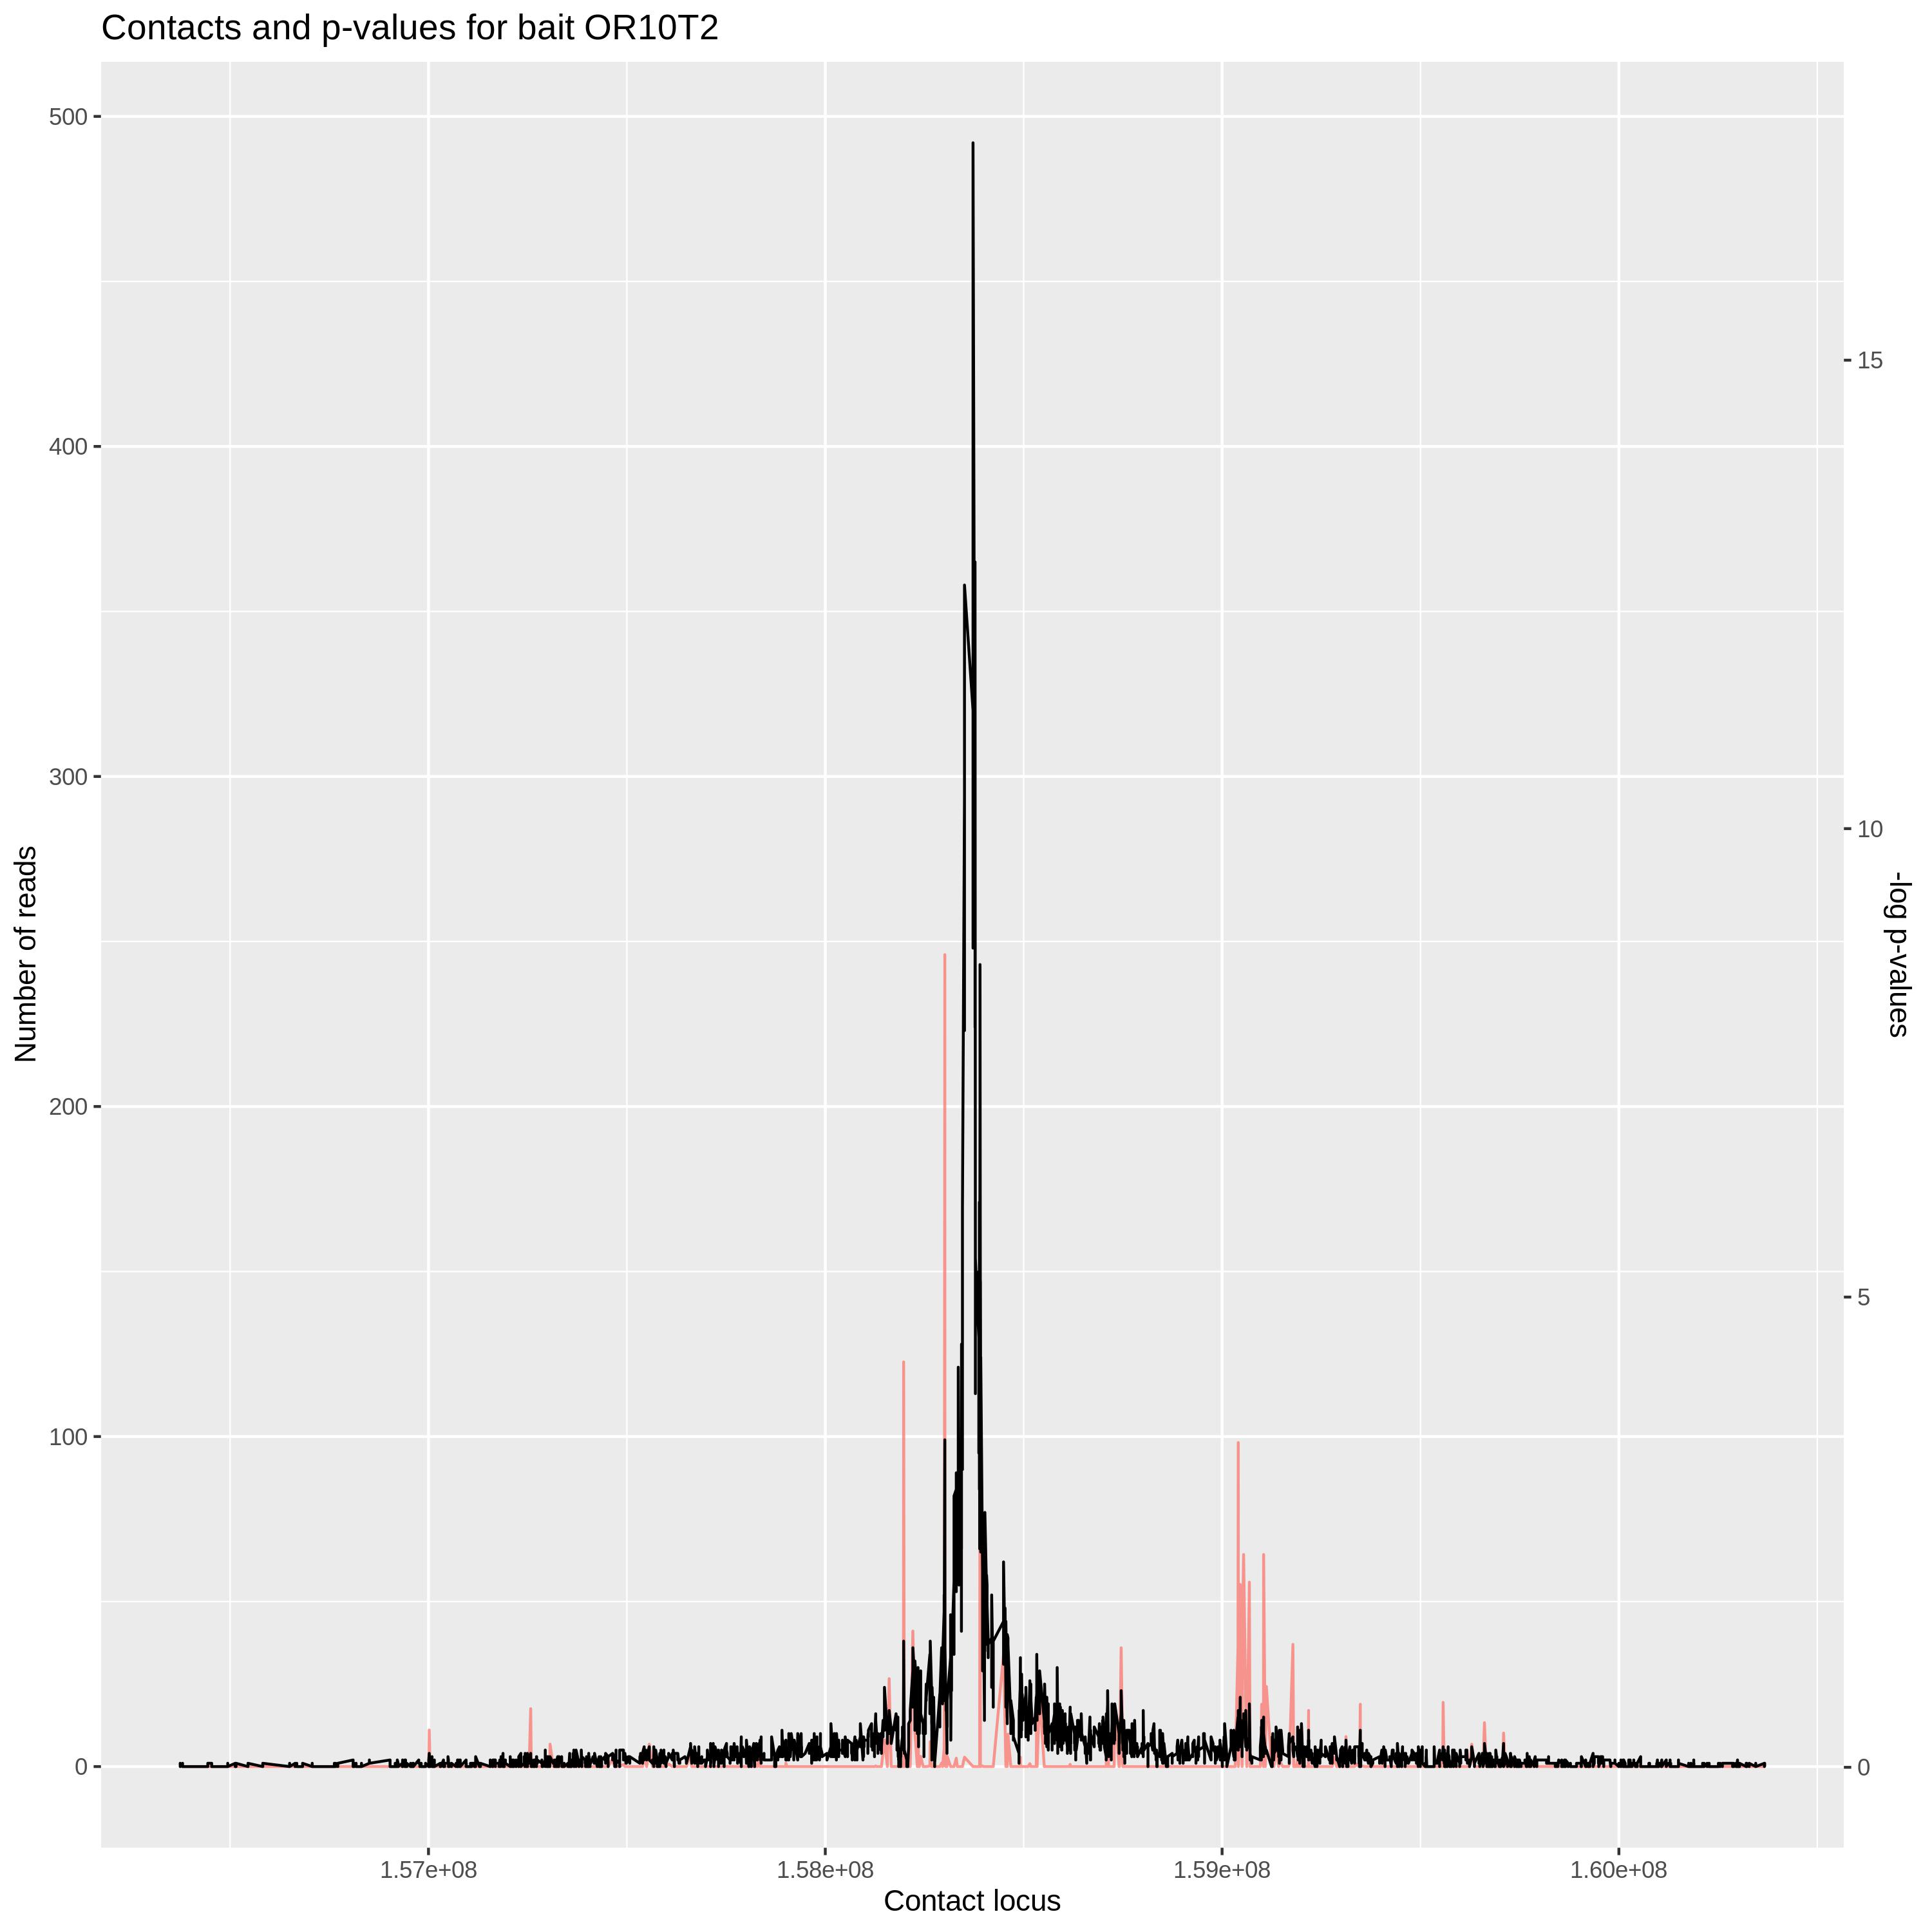 Contacts and p-values for bait OR10T2
500
400
300
200
100
0
Number of reads
15
10
5
0
-log p-values
1.57e+08
1.58e+08
1.59e+08
1.60e+08
Contact locus